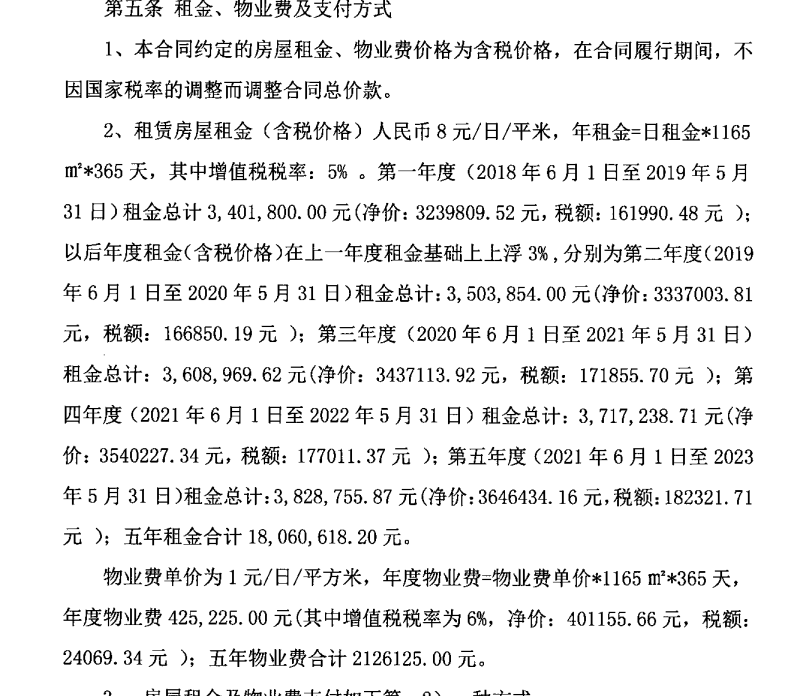 第五条 租金、物业费及支付方式
1、本合同约定的房屋租金、物业费价格为含税价格，在合同履行期间，不
因国家税率的调整而调整合同总价款。
2、租赁房屋租金（含税价格）人民币 8 元/日/平米，年租金=日租金*1165
㎡*365 天，其中增值税税率：5% 。第一年度（2018 年 6 月 1 日至 2019 年 5 月
31 日）租金总计 3,401,800.00 元(净价：3239809.52 元，税额：161990.48 元 )；
以后年度租金(含税价格)在上一年度租金基础上上浮 3%,分别为第二年度(2019
年 6 月 1 日至 2020 年 5 月 31 日)租金总计：3,503,854.00 元(净价：3337003.81
元，税额：166850.19 元 )；第三年度（2020 年 6 月 1 日至 2021 年 5 月 31 日）
租金总计：3,608,969.62 元(净价：3437113.92 元，税额：171855.70 元 )；第
四年度（2021 年 6 月 1 日至 2022 年 5 月 31 日）租金总计：3,717,238.71 元(净
价：3540227.34 元，税额：177011.37 元 )；第五年度（2021 年 6 月 1 日至 2023
年 5 月 31 日)租金总计：3,828,755.87 元(净价：3646434.16 元,税额：182321.71
元 )；五年租金合计 18,060,618.20 元。
物业费单价为 1 元/日/平方米，年度物业费=物业费单价*1165 ㎡*365 天，
年度物业费 425,225.00 元(其中增值税税率为 6%，净价：401155.66 元，税额：
24069.34 元 )；五年物业费合计 2126125.00 元。